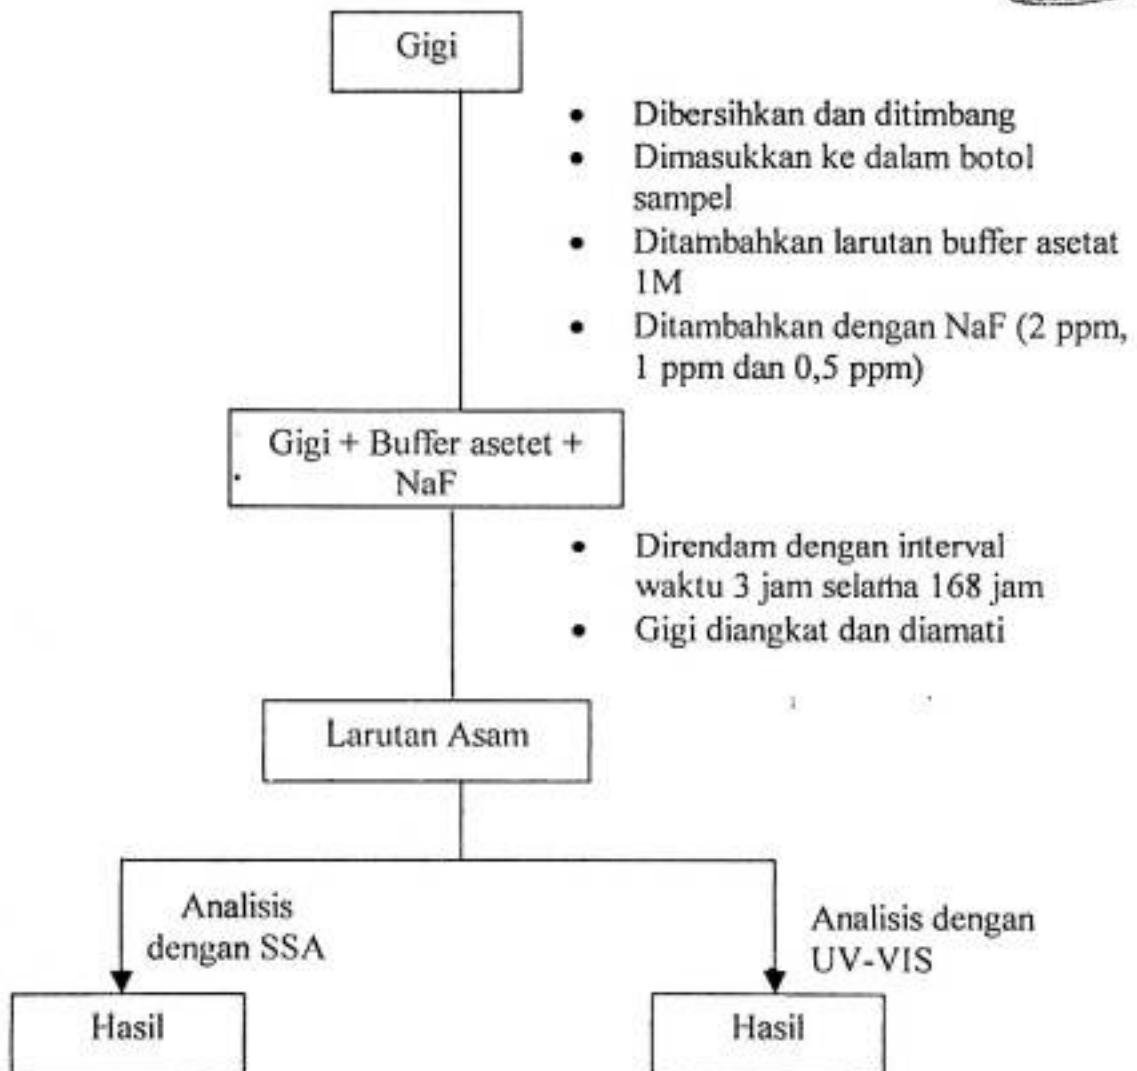 Gigi
• Dibersihkan dan ditimbang
• Dimasukkan ke dalam botol
sampel
• Ditambahkan larutan buffer asetat
1M
• Ditambahkan dengan NaF (2 ppm,
1 ppm dan 0,5 ppm)
Gigi + Buffer asetet +
NaF
• Direndam dengan interval
waktu 3 jam selama 168 jam
• Gigi diangkat dan diamati
Larutan Asam
Analisis
dengan SSA
Analisis dengan
UV-VIS
Hasil
Hasil